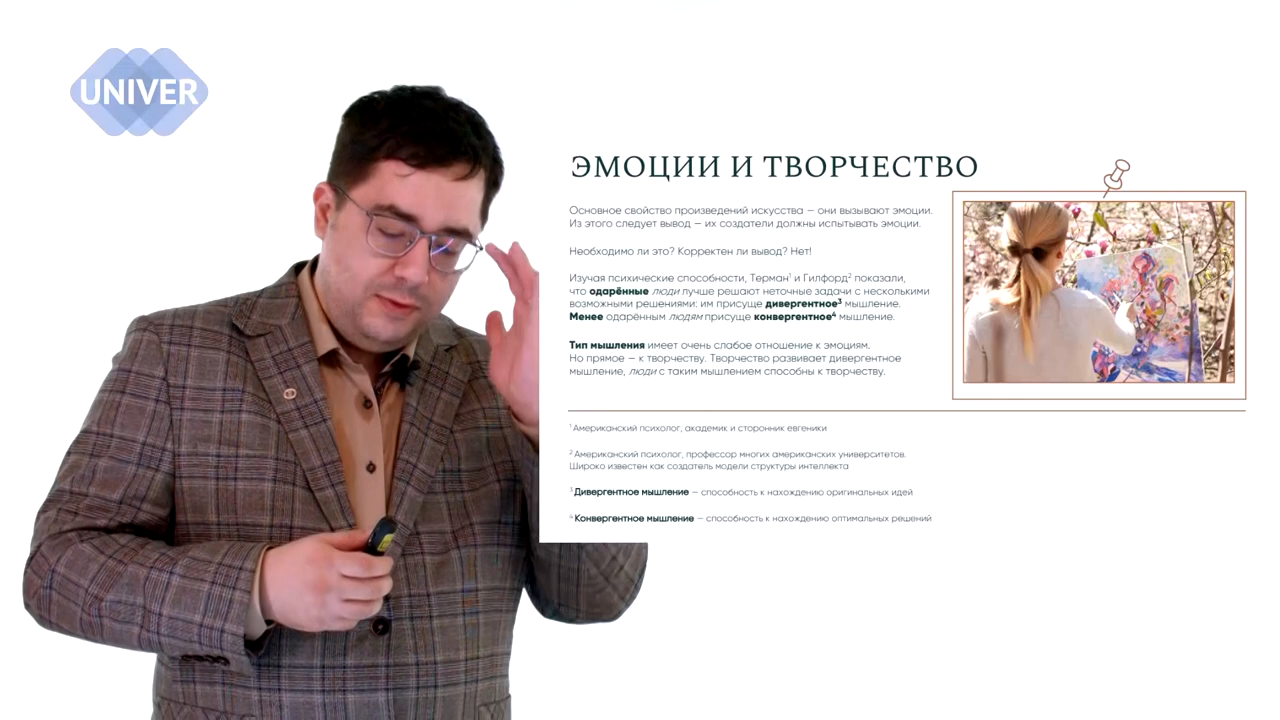 UNIVER
ЭМОЦИИ И ТВОРЧЕСТВО
Основное свойство произведений искусства — они вызывают эмоции.
Из этого следует вывод — их создатели должны испытывать эмоции.
Необходимо ли это? Корректен ли вывод? Нет!
Изучая психические способности, Терман¹ и Гилфорд² показали,
что одарённые люди лучше решают неточные задачи с несколькими
возможными решениями: им присуще дивергентное³ мышление.
Менее одарённым людям присуще конвергентное⁴ мышление.
Тип мышления имеет очень слабое отношение к эмоциям.
Но прямое — к творчеству. Творчество развивает дивергентное
мышление, люди с таким мышлением способны к творчеству.
¹ Американский психолог, академик и сторонник евгеники
² Американский психолог, профессор многих американских университетов.
Широко известен как создатель модели структуры интеллекта
³ Дивергентное мышление — способность к нахождению оригинальных идей
⁴ Конвергентное мышление — способность к нахождению оптимальных решений